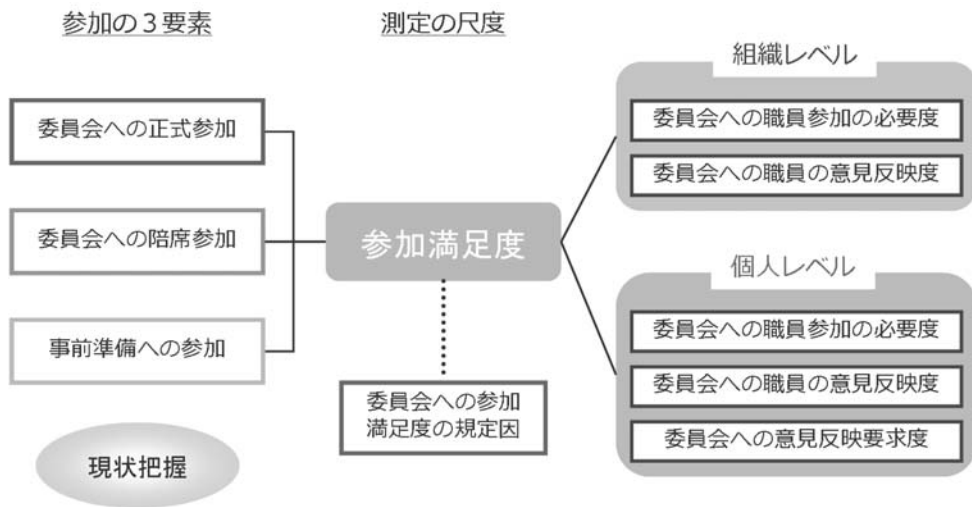 参加の3要素
測定の尺度
委員会への正式参加
委員会への陪席参加
事前準備への参加
現状把握
参加満足度
委員会への参加
満足度の規定因
組織レベル
委員会への職員参加の必要度
委員会への職員の意見反映度
個人レベル
委員会への職員参加の必要度
委員会への職員の意見反映度
委員会への意見反映要求度